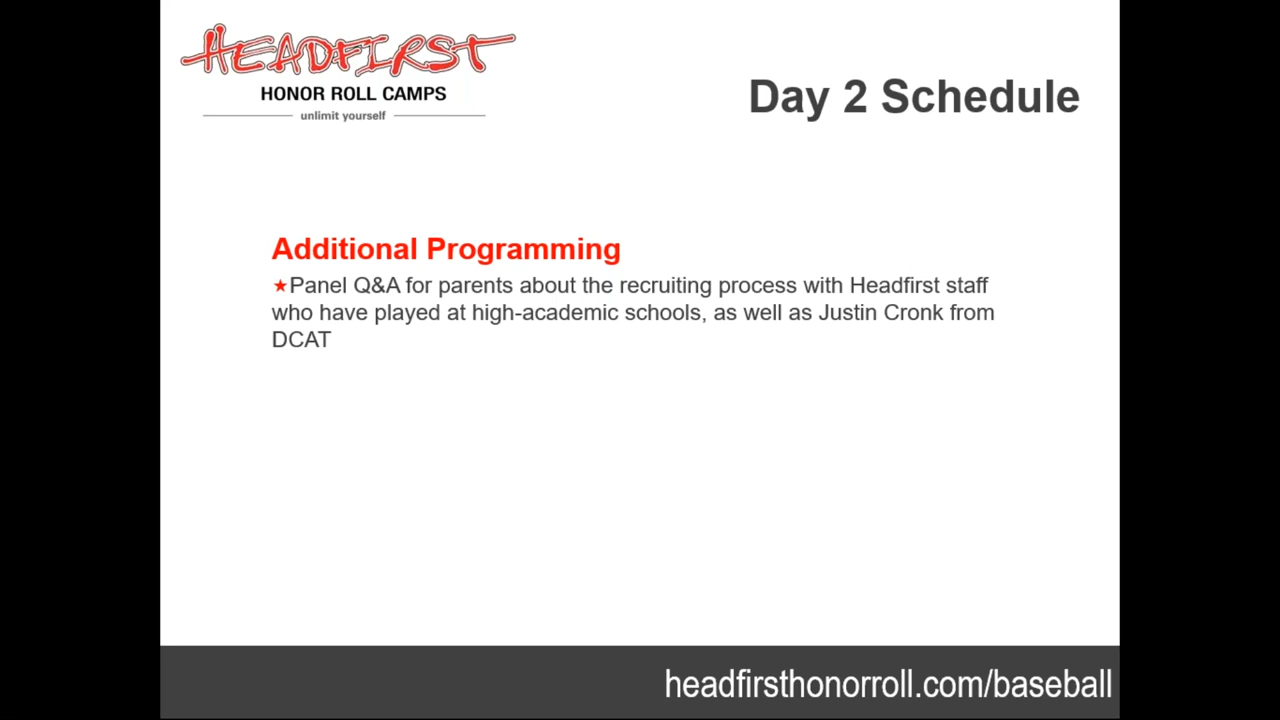 HEADFIRST
HONOR ROLL CAMPS
unlimit yourself
Day 2 Schedule
Additional Programming
★Panel Q&A for parents about the recruiting process with Headfirst staff
who have played at high-academic schools, as well as Justin Cronk from
DCAT
headfirsthonorroll.com/baseball